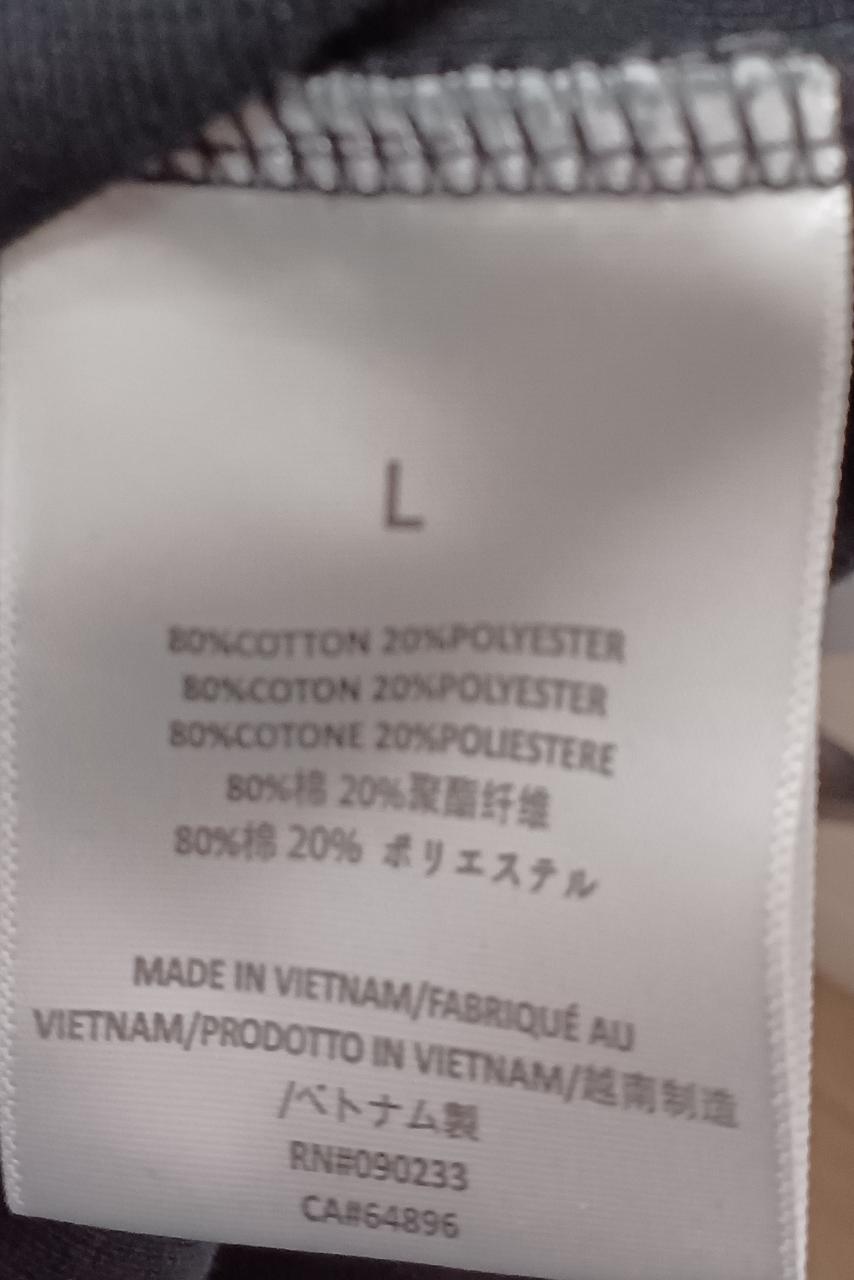 L
80%COTTON 20%POLYESTER
80%COTON 20%POLYESTER
80%COTONE 20%POLIESTERE
80%棉 20%聚酯纤维
80%棉 20% ポリエステル
MADE IN VIETNAM/FABRIQUÉ AU
VIETNAM/PRODOTTO IN VIETNAM/越南制造
/ベトナム製
RN#090233
CA#64896